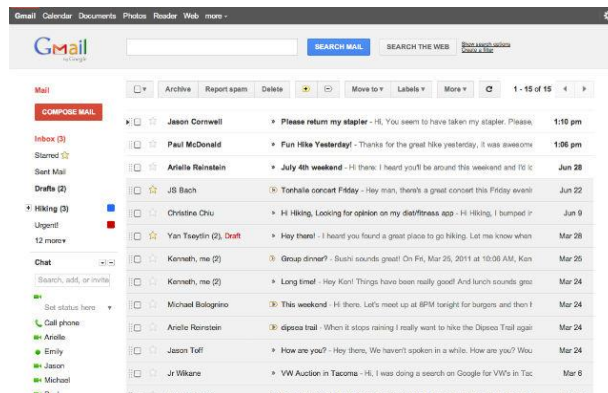 Gmail Calendar Documents Photos Reader Web more
Gmail
by Google
SEARCH MAIL
SEARCH THE WEB
Show search options
Create a filter
Mail
Archive Report spam Delete Move to Labels More 1 - 15 of 15
COMPOSE MAIL
Jason Cornwell » Please return my stapler - Hi, You seem to have taken my stapler. Please, 1:10 pm
Inbox (3)
Paul McDonald » Fun Hike Yesterday! - Thanks for the great hike yesterday, it was awesome 1:06 pm
Starred
Arielle Reinstein » July 4th weekend - Hi there: I heard you'll be around this weekend and I'd Jun 28
Sent Mail
Drafts (2)
JS Bach Tonhalle concert Friday - Hey man, there's a great concert this Friday Jun 22
Hiking (3)
Christine Chiu » Hi Hiking, Looking for opinion on my diet/fitness app - Hi Hiking, I bumped Jun 9
Urgent!
Yan Tseytlin (2), Draft » Hey there! - I heard you found a great place to go hiking. Let me know when Mar 28
12 more
Kenneth, me (2) Group dinner? - Sushi sounds great! On Fri, Mar 25, 2011 at 10:06 AM, Ken Mar 25
Chat
Search, add, or invite
Kenneth, me (2) » Long time! - Hey Ken! Things have been really good! And lunch sounds Mar 24
Set status here
Michael Bolognino This weekend - Hi there. Let's meet up at 6PM tonight for burgers and then Mar 24
Call phone
Arielle Reinstein dipsea trail - When it stops raining I really want to hike the Dipsea Trail Mar 24
Arielle
Emily
Jason Toff » How are you? - Hey there, We haven't spoken in a while. How are you? Mar 24
Jason
Michael
Jr Wikane » VW Auction in Tacoma - Hi, I was doing a search on Google for VW's in Mar 6